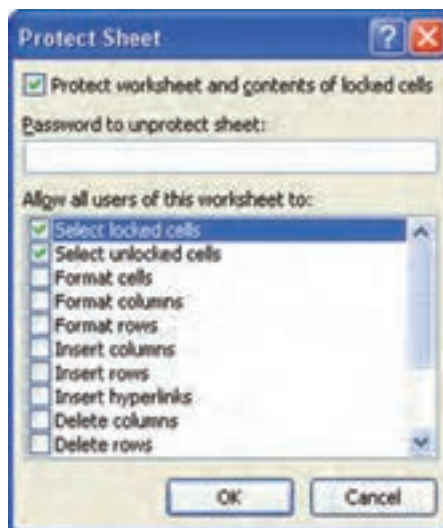 Protect Sheet
Protect worksheet and contents of locked cells
Password to unprotect sheet:
Allow all users of this worksheet to:
Select locked cells
Select unlocked cells
Format cells
Format columns
Format rows
Insert columns
Insert rows
Insert hyperlinks
Delete columns
Delete rows
OK Cancel